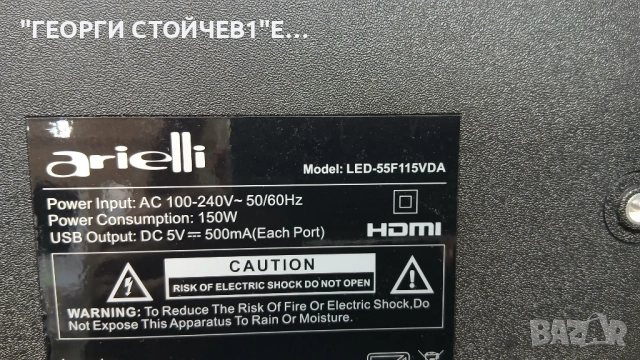 "ГЕОРГИ СТОЙЧЕВ1"Е...
arielli
Model: LED-55F115VDA
Power Input: AC 100-240V~ 50/60Hz
Power Consumption: 150W
USB Output: DC 5V⎓ 500mA(Each Port)
HDMI
CAUTION
RISK OF ELECTRIC SHOCK DO NOT OPEN
WARNING: To Reduce The Risk Of Fire Or Electric Shock,Do
Not Expose This Apparatus To Rain Or Moisture.
BAZAR